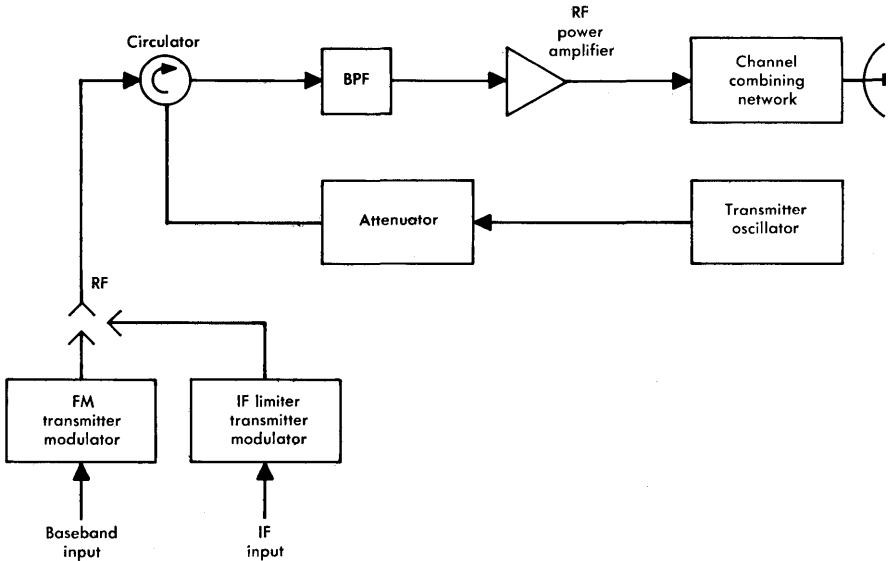 RF
power
amplifier
Circulator
BPF
Channel
combining
network
Attenuator
Transmitter
oscillator
RF
FM
transmitter
modulator
IF limiter
transmitter
modulator
Baseband
input
IF
input